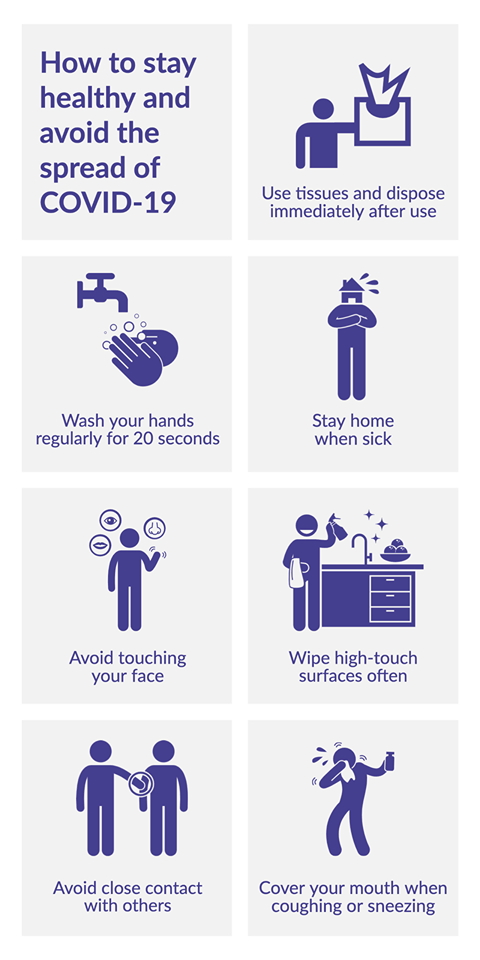 How to stay
healthy and
avoid the
spread of
COVID-19
Use tissues and dispose
immediately after use
Wash your hands
regularly for 20 seconds
Stay home
when sick
Avoid touching
your face
Wipe high-touch
surfaces often
Avoid close contact
with others
Cover your mouth when
coughing or sneezing